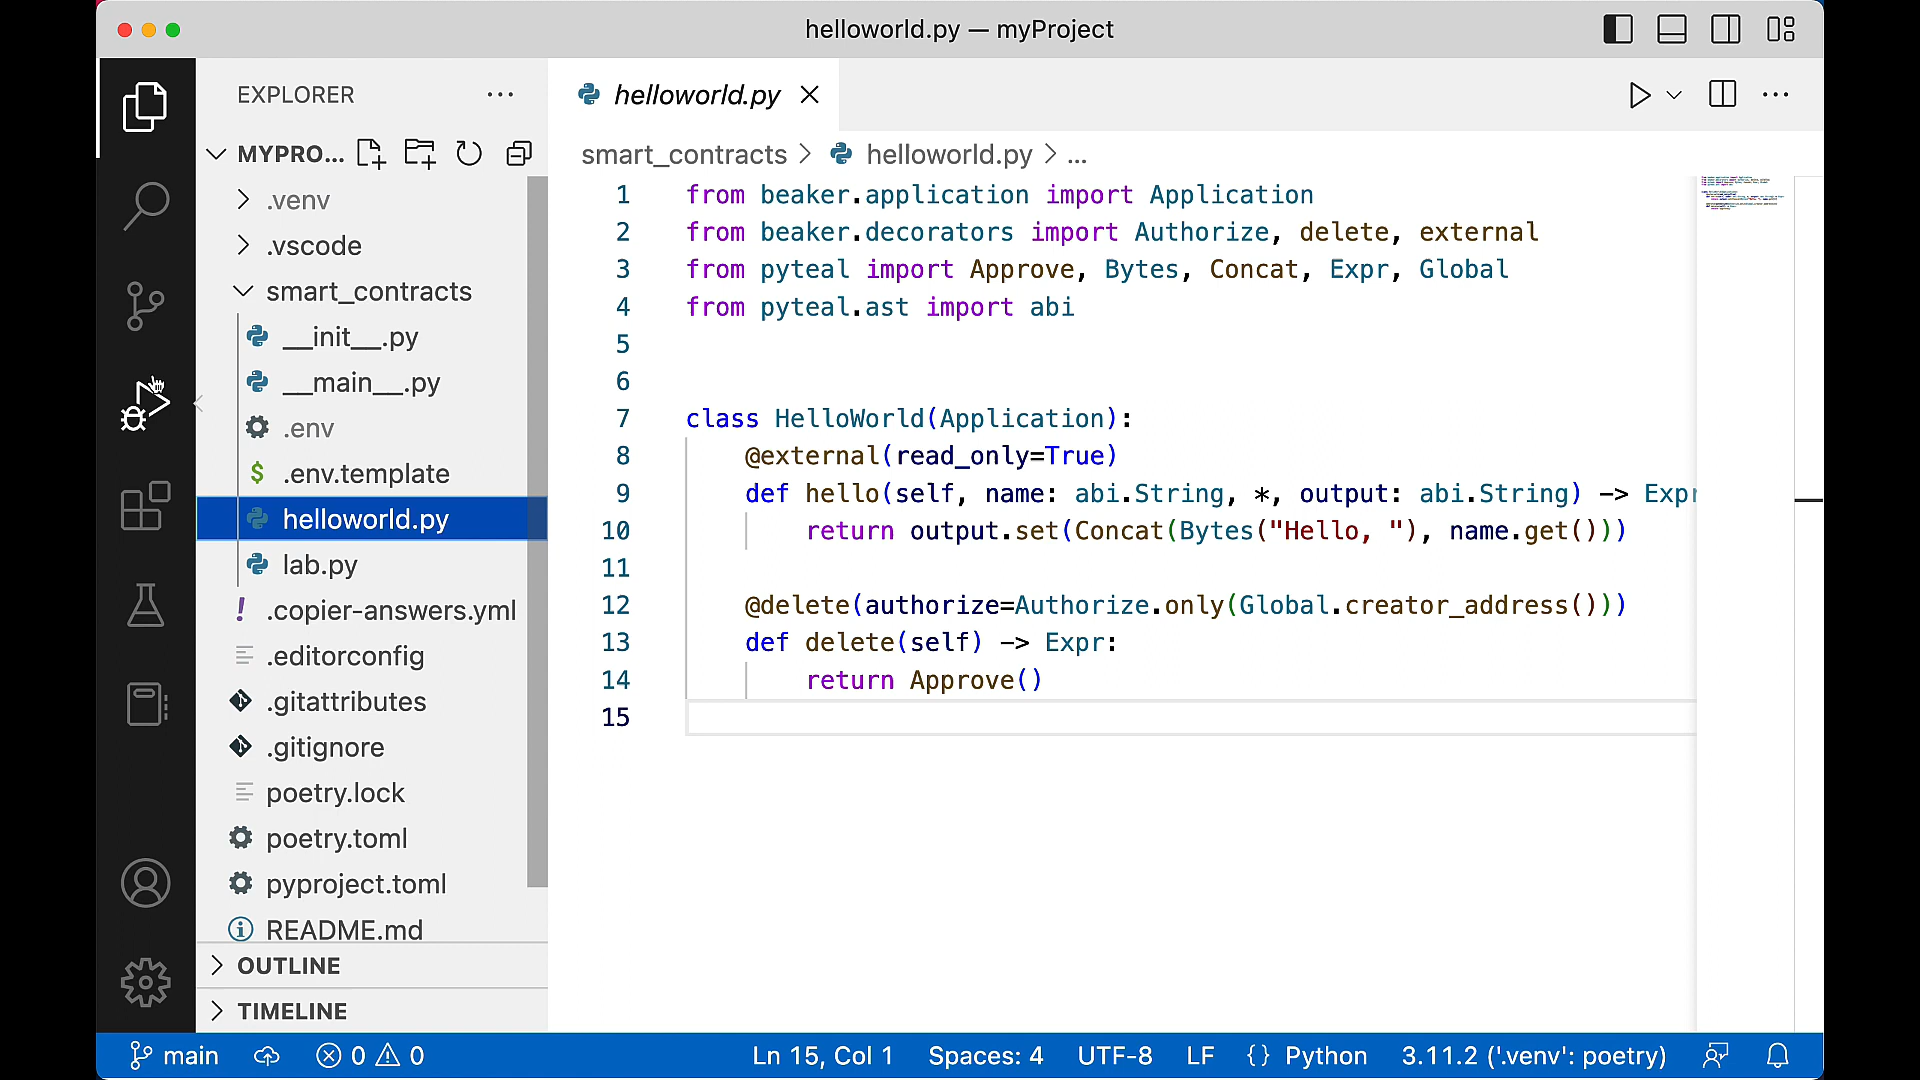 helloworld.py — myProject
EXPLORER
MYPRO...
.venv
.vscode
smart_contracts
__init__.py
__main__.py
.env
$ .env.template
helloworld.py
lab.py
! .copier-answers.yml
.editorconfig
.gitattributes
.gitignore
poetry.lock
poetry.toml
pyproject.toml
README.md
OUTLINE
TIMELINE
helloworld.py
smart_contracts > helloworld.py > ...
1 from beaker.application import Application
2 from beaker.decorators import Authorize, delete, external
3 from pyteal import Approve, Bytes, Concat, Expr, Global
4 from pyteal.ast import abi
5
6
7 class HelloWorld(Application):
8 @external(read_only=True)
9 def hello(self, name: abi.String, *, output: abi.String) -> Expr
10 return output.set(Concat(Bytes("Hello, "), name.get()))
11
12 @delete(authorize=Authorize.only(Global.creator_address()))
13 def delete(self) -> Expr:
14 return Approve()
15
main 0 0 Ln 15, Col 1 Spaces: 4 UTF-8 LF {} Python 3.11.2 ('.venv': poetry)